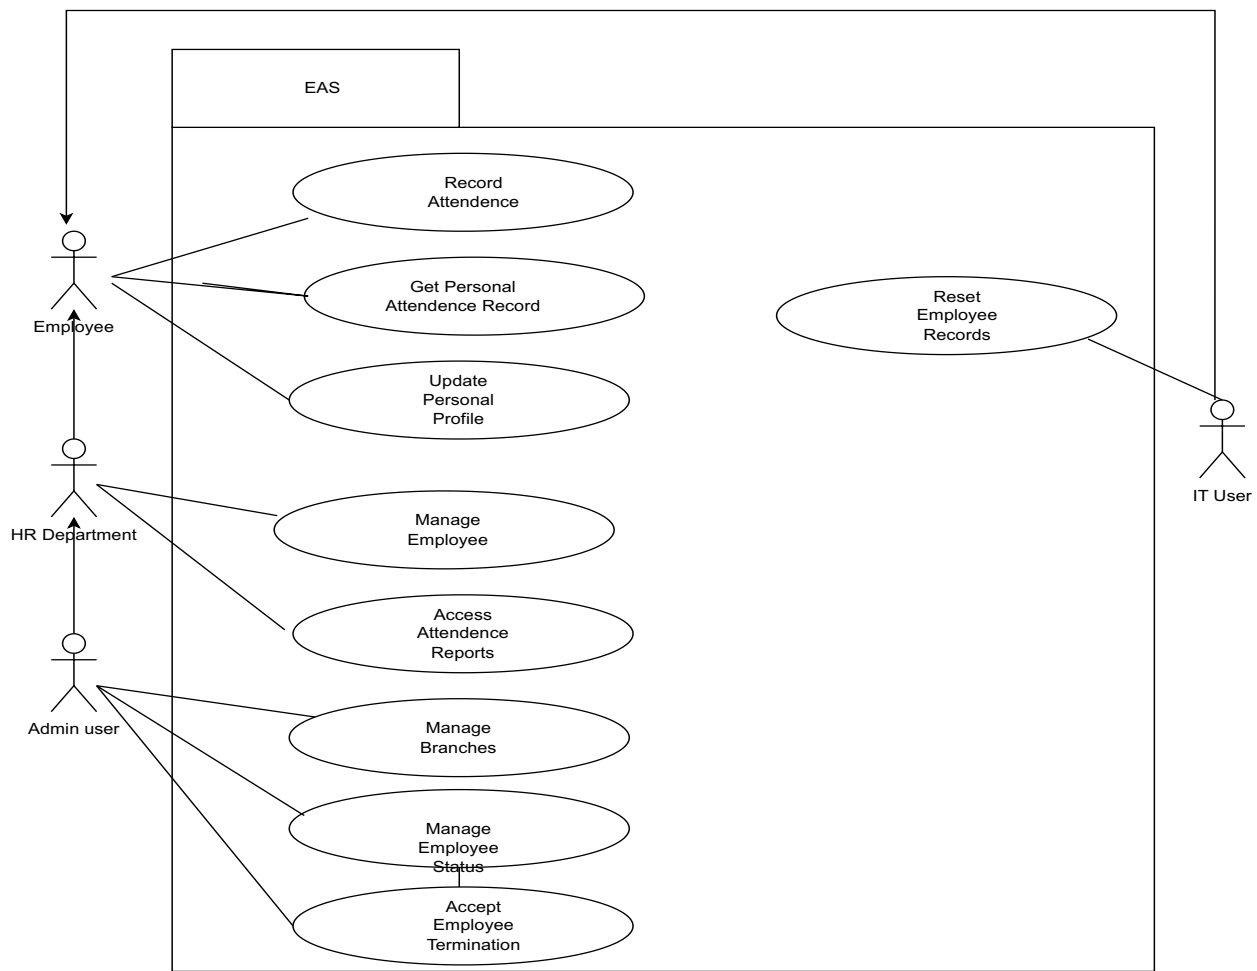 EAS
Record
Attendence
Get Personal
Attendence Record
Reset
Employee
Records
Employee
Update
Personal
Profile
IT User
Manage
Employee
HR Department
Access
Attendence
Reports
Admin user
Manage
Branches
Manage
Employee
Status
Accept
Employee
Termination